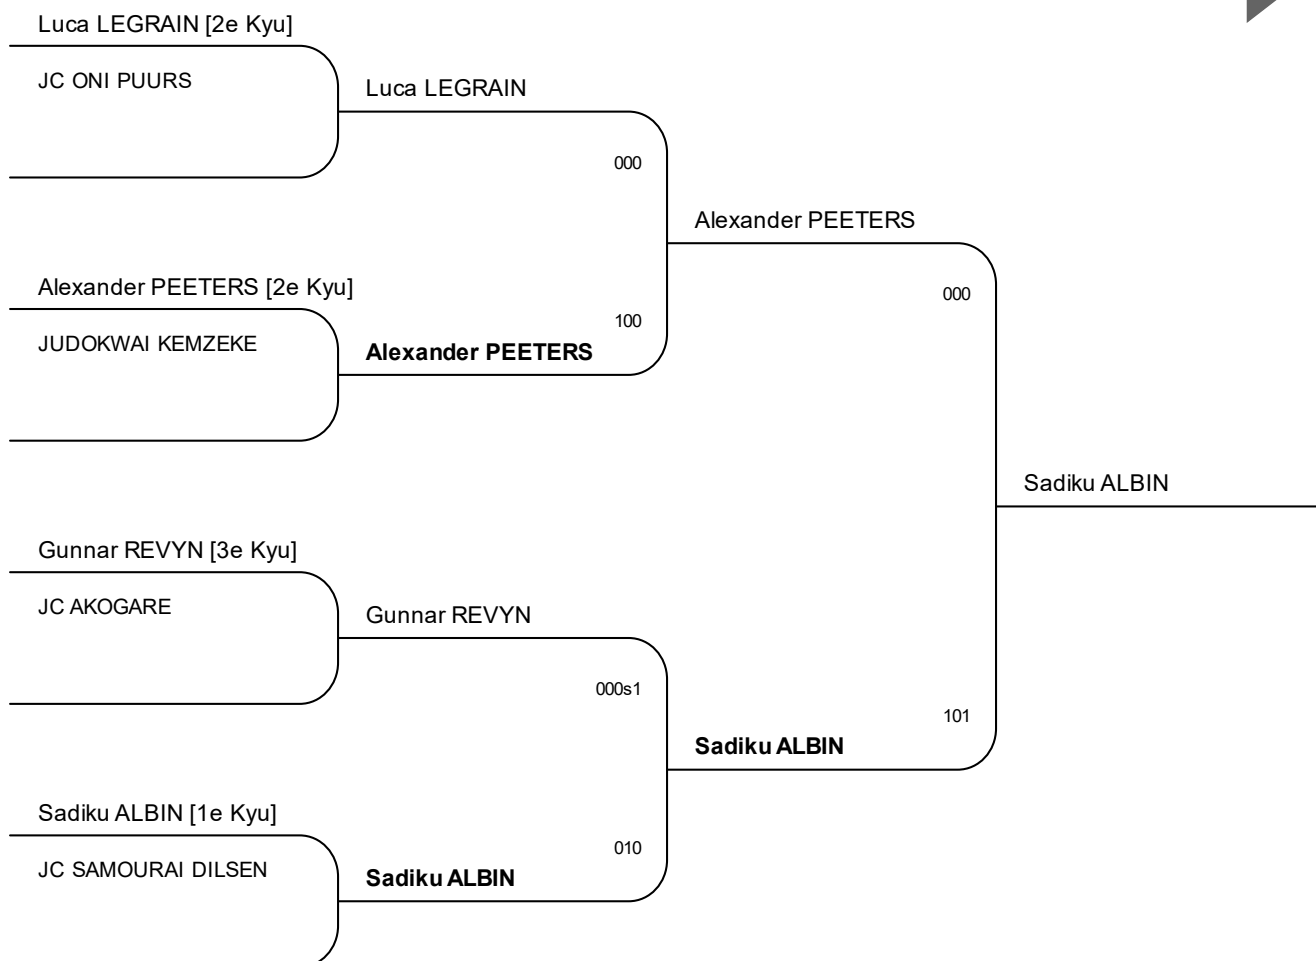 Luca LEGRAIN [2e Kyu]
JC ONI PUURS
Luca LEGRAIN
000
Alexander PEETERS
Alexander PEETERS [2e Kyu]
000
100
JUDOKWAI KEMZEKE
Alexander PEETERS
Sadiku ALBIN
Gunnar REVYN [3e Kyu]
JC AKOGARE
Gunnar REVYN
000s1
101
Sadiku ALBIN
Sadiku ALBIN [1e Kyu]
010
JC SAMOURAI DILSEN
Sadiku ALBIN